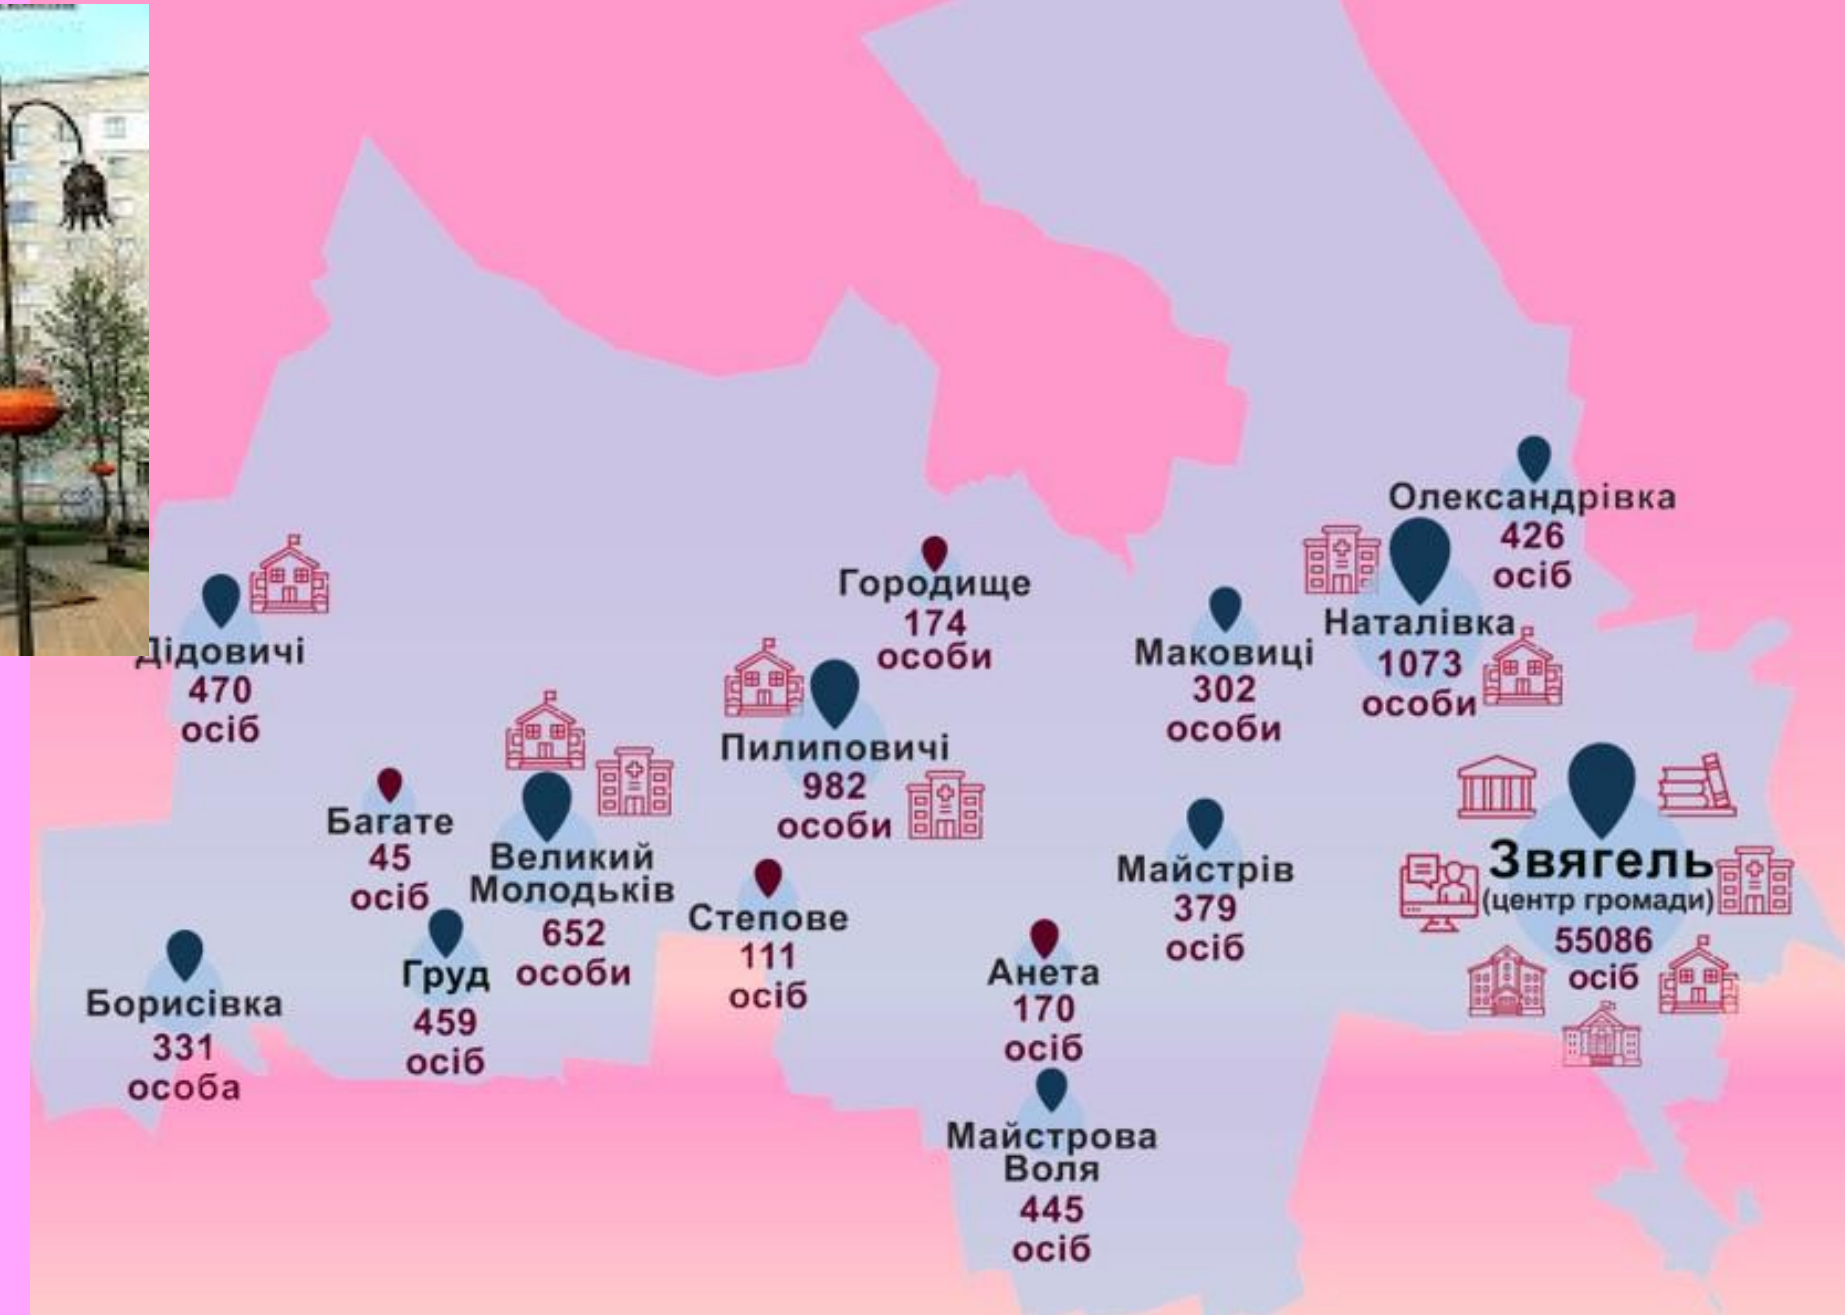 Олександрівка
426
осіб
Городище
174
особи
Наталівка
1073
особи
Маковиці
302
особи
Дідовичі
470
осіб
Пилиповичі
982
особи
Багате
45
осіб
Великий
Молодьків
652
особи
Звягель
(центр громади)
55086
осіб
Майстрів
379
осіб
Степове
111
осіб
Груд
459
осіб
Анета
170
осіб
Борисівка
331
особа
Майстрова
Воля
445
осіб